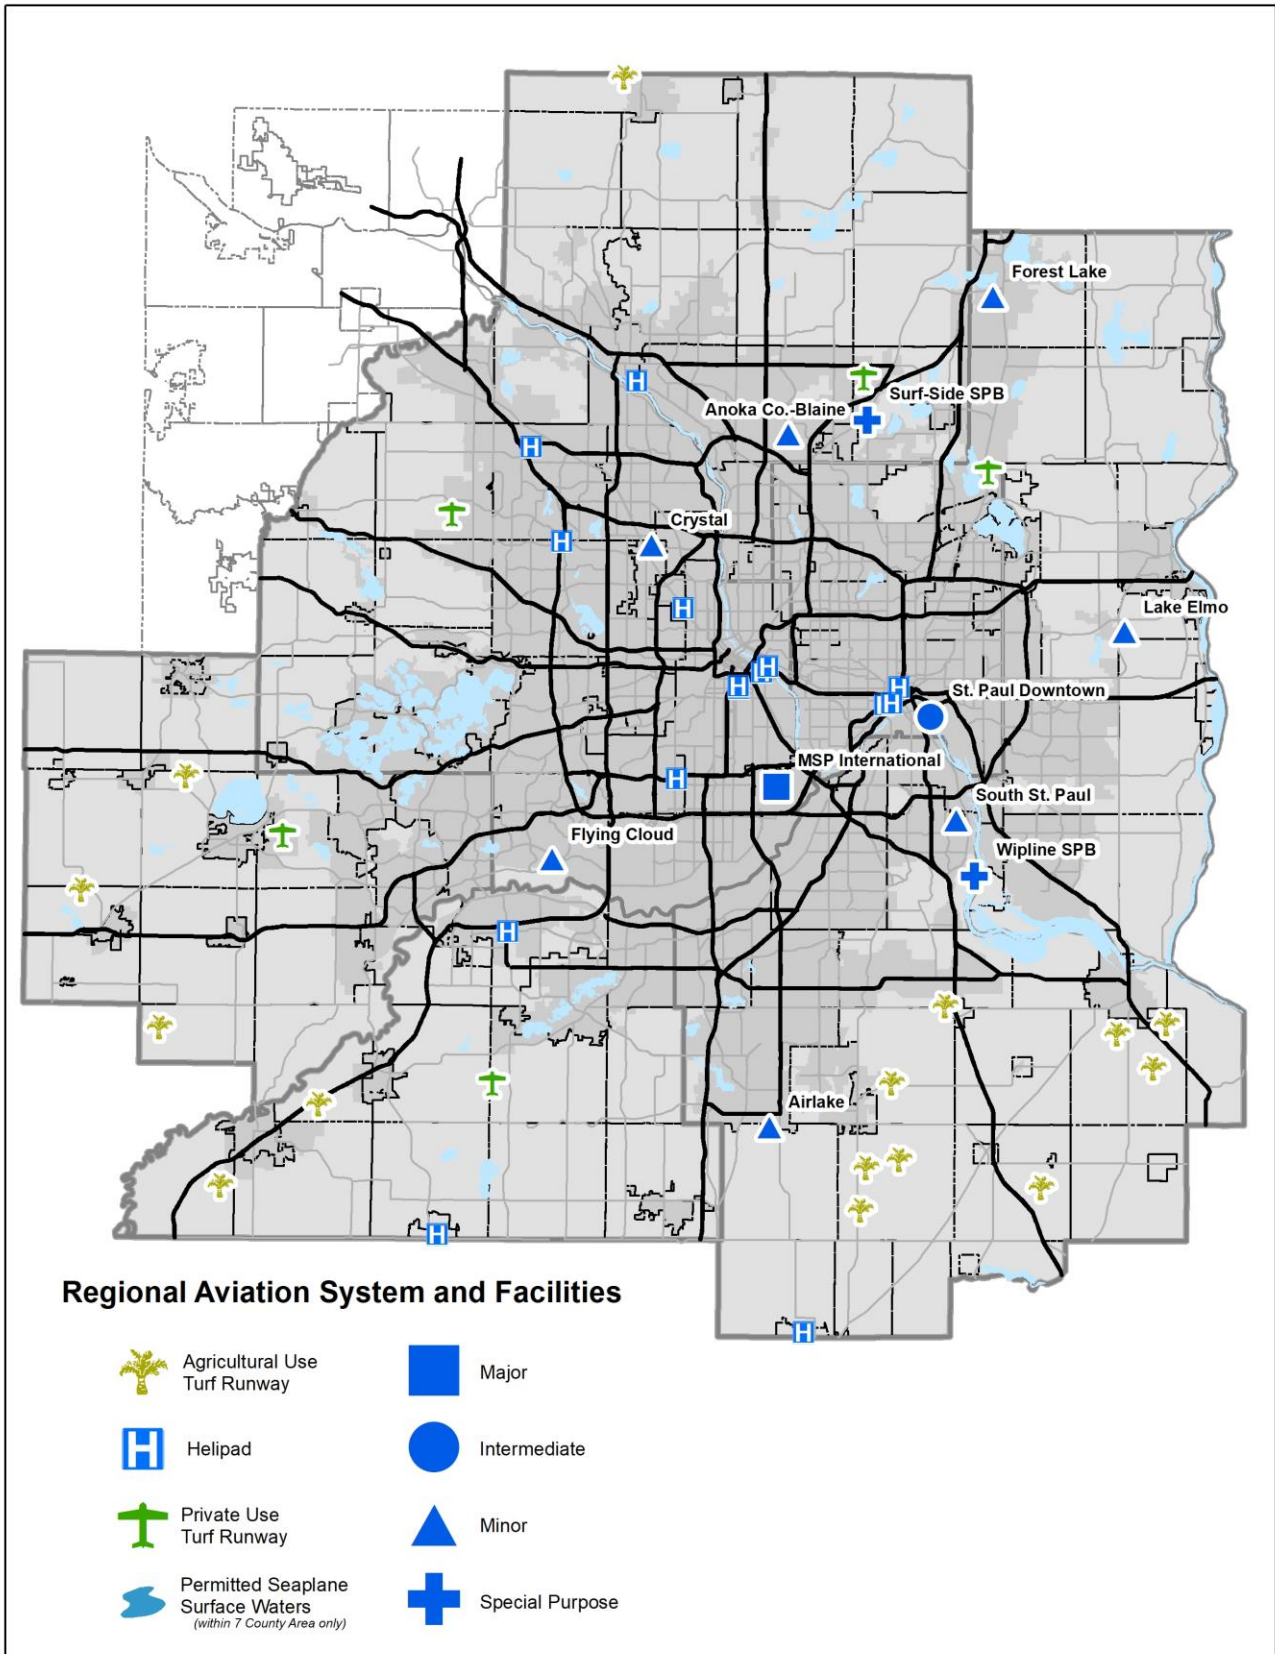 Forest Lake
Surf-Side SPB
Anoka Co.-Blaine
H
H
Crystal
H
Lake Elmo
H
H
H
H
St. Paul Downtown
H
MSP International
H
South St. Paul
Flying Cloud
Wipline SPB
H
Airlake
H
Regional Aviation System and Facilities
H
Agricultural Use
Turf Runway
Major
H
Helipad
Intermediate
Private Use
Turf Runway
Minor
Permitted Seaplane
Surface Waters
(within 7 County Area only)
Special Purpose